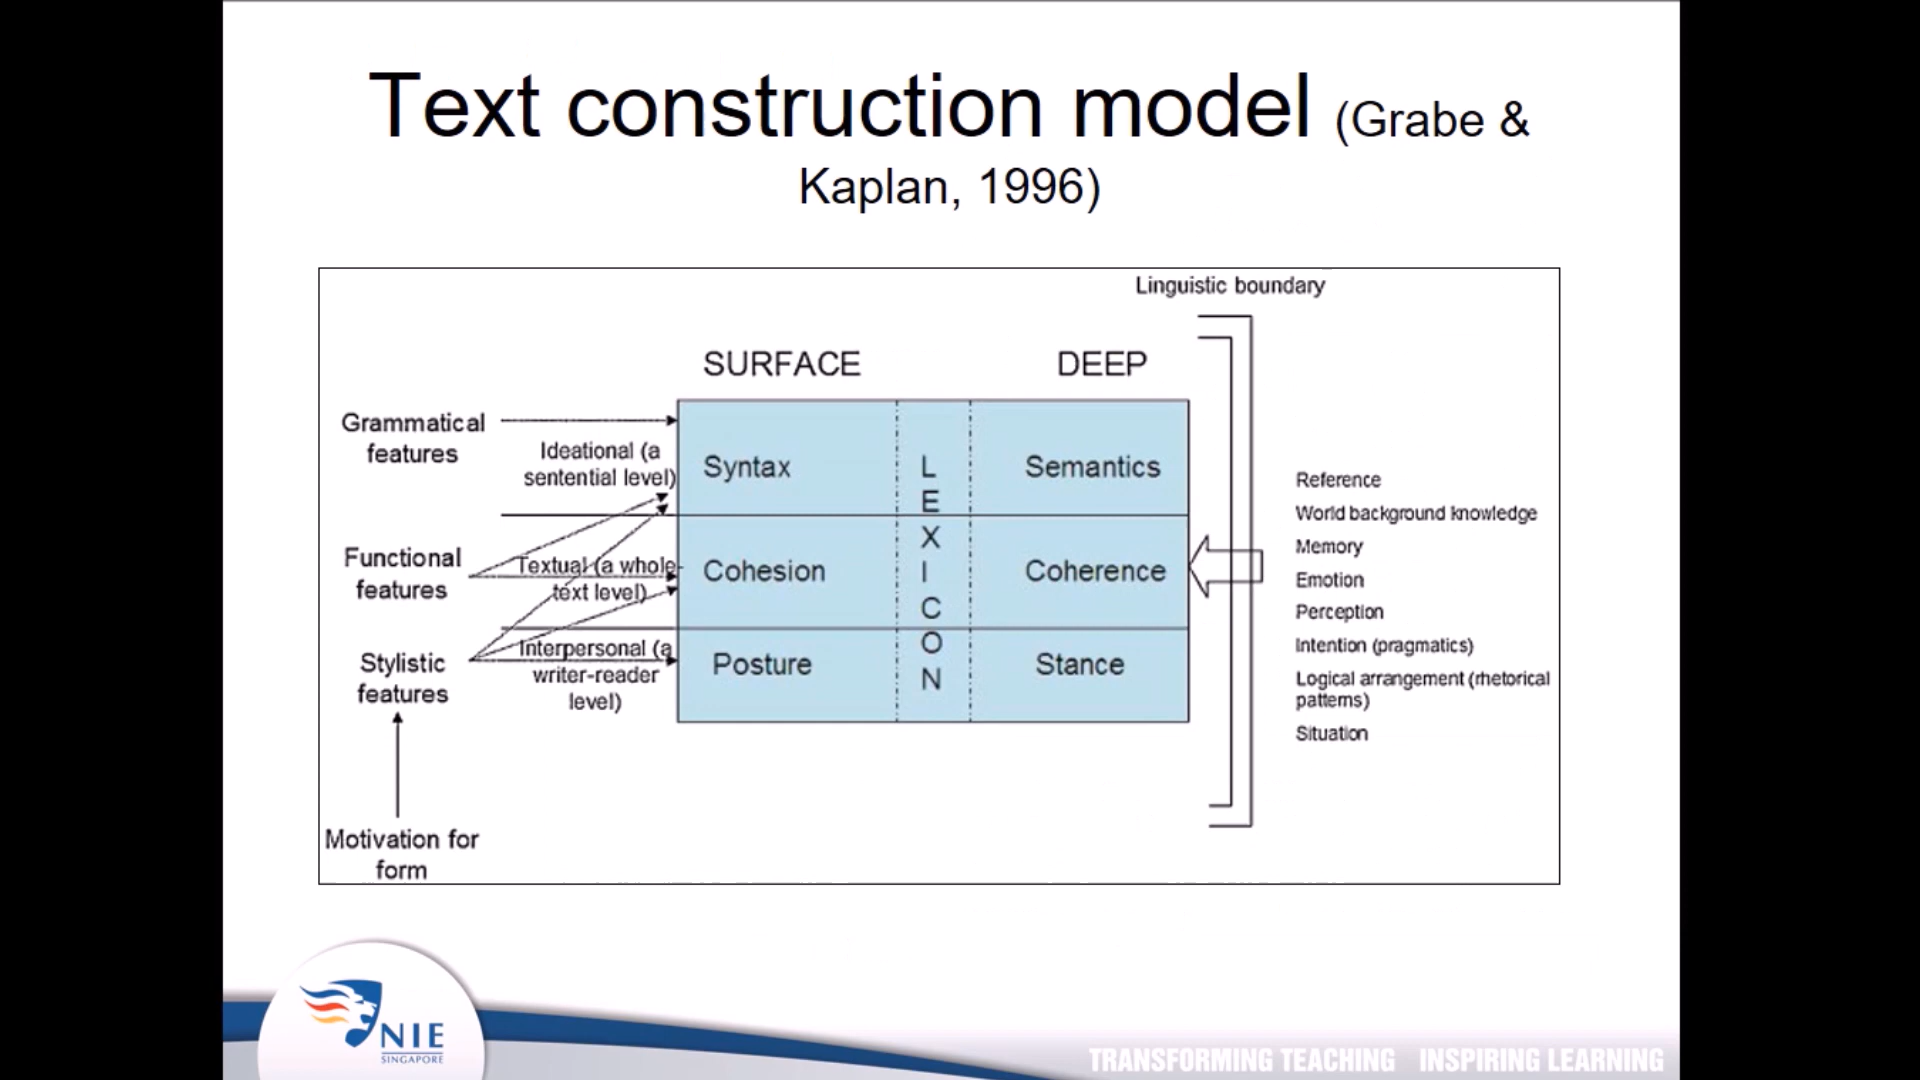 Text construction model (Grabe &
Kaplan, 1996)
Linguistic boundary
SURFACE
DEEP
Grammatical
features
Ideational (a
sentential level)
Syntax
Semantics
Functional
features
Textual (a whole
text level)
Cohesion
Coherence
Stylistic
features
Interpersonal (a
writer-reader
level)
Posture
Stance
L
E
X
I
C
O
N
Motivation for
form
Reference
World background knowledge
Memory
Emotion
Perception
Intention (pragmatics)
Logical arrangement (rhetorical
patterns)
Situation
NIE
SINGAPORE
TRANSFORMING TEACHING INSPIRING LEARNING